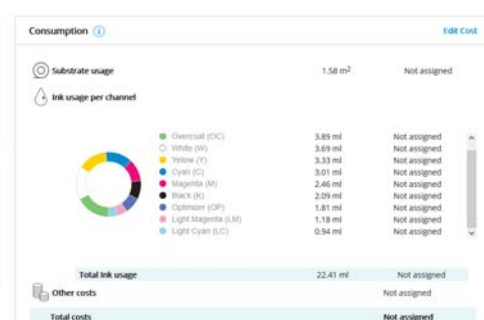 Consumption i Edit Cost
Substrate usage 1.58 m² Not assigned
Ink usage per channel
Overcoat (OC) 3.89 ml Not assigned
White (W) 3.69 ml Not assigned
Yellow (Y) 3.33 ml Not assigned
Cyan (C) 3.01 ml Not assigned
Magenta (M) 2.46 ml Not assigned
Black (K) 2.09 ml Not assigned
Optimizer (OP) 1.81 ml Not assigned
Light Magenta (LM) 1.18 ml Not assigned
Light Cyan (LC) 0.94 ml Not assigned
Total Ink usage 22.41 ml Not assigned
Other costs Not assigned
Total costs Not assigned